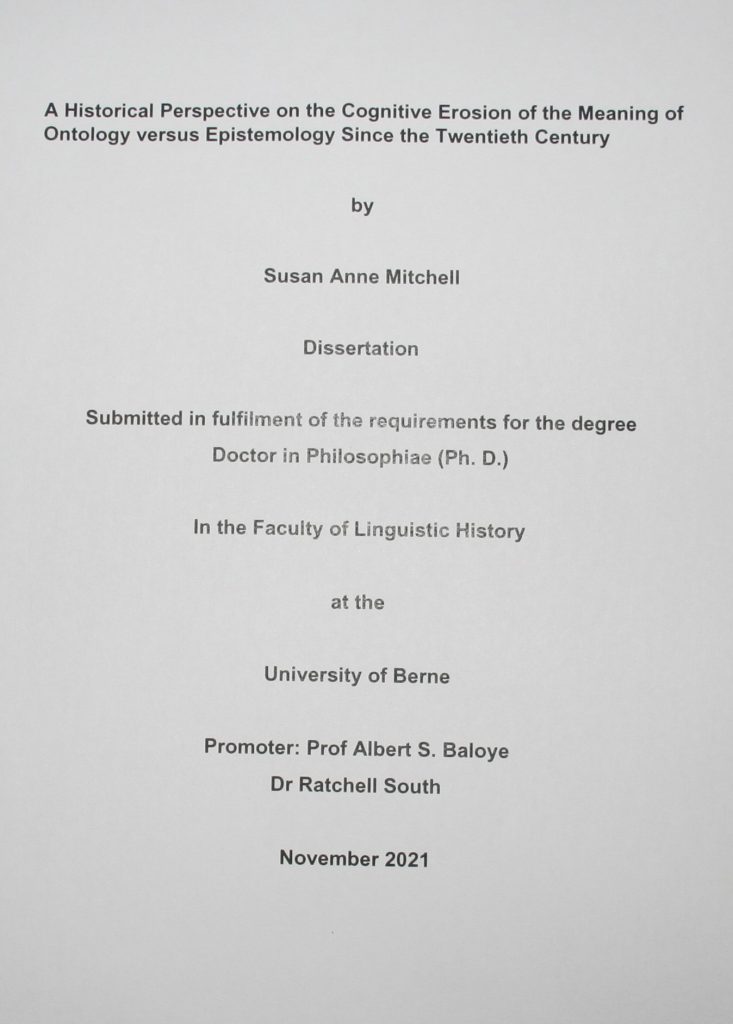 A Historical Perspective on the Cognitive Erosion of the Meaning of
Ontology versus Epistemology Since the Twentieth Century
by
Susan Anne Mitchell
Dissertation
Submitted in fulfilment of the requirements for the degree
Doctor in Philosophiae (Ph. D.)
In the Faculty of Linguistic History
at the
University of Berne
Promoter: Prof Albert S. Baloye
Dr Ratchell South
November 2021